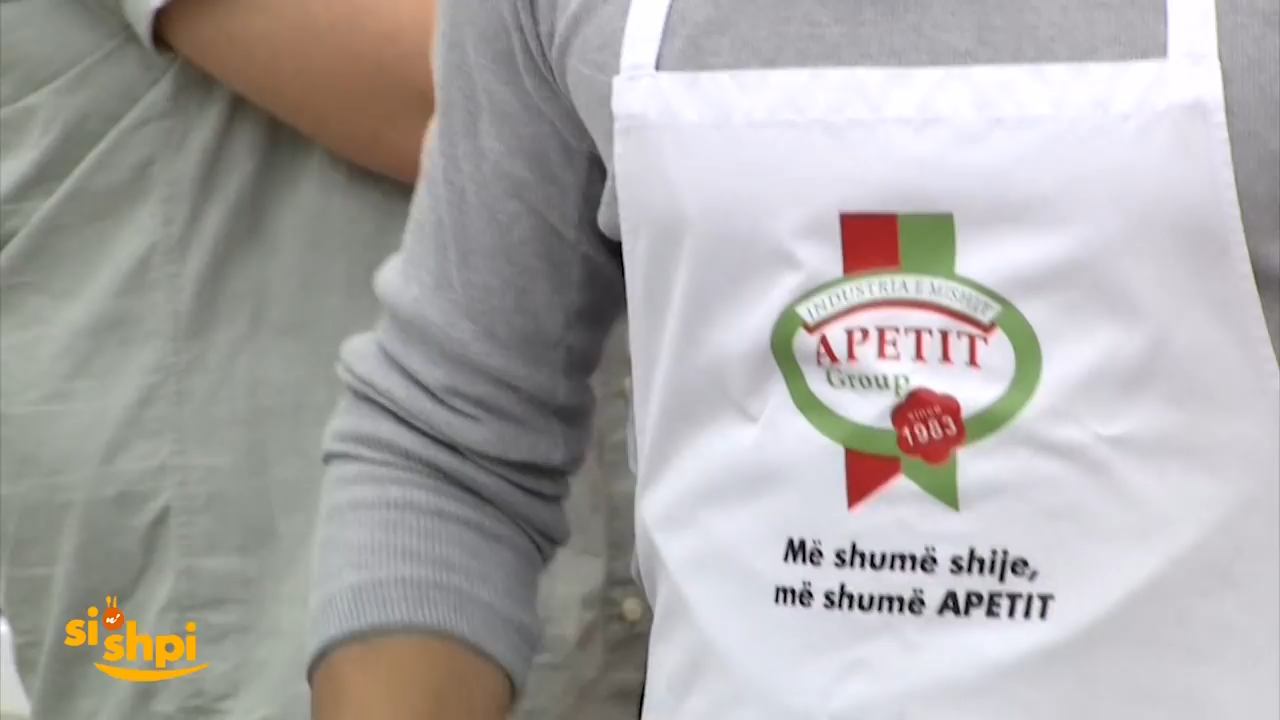 INDUSTRIA E MISHIT
APETIT
Group
SINCE
1983
Më shumë shije,
më shumë APETIT
si n'
shpi